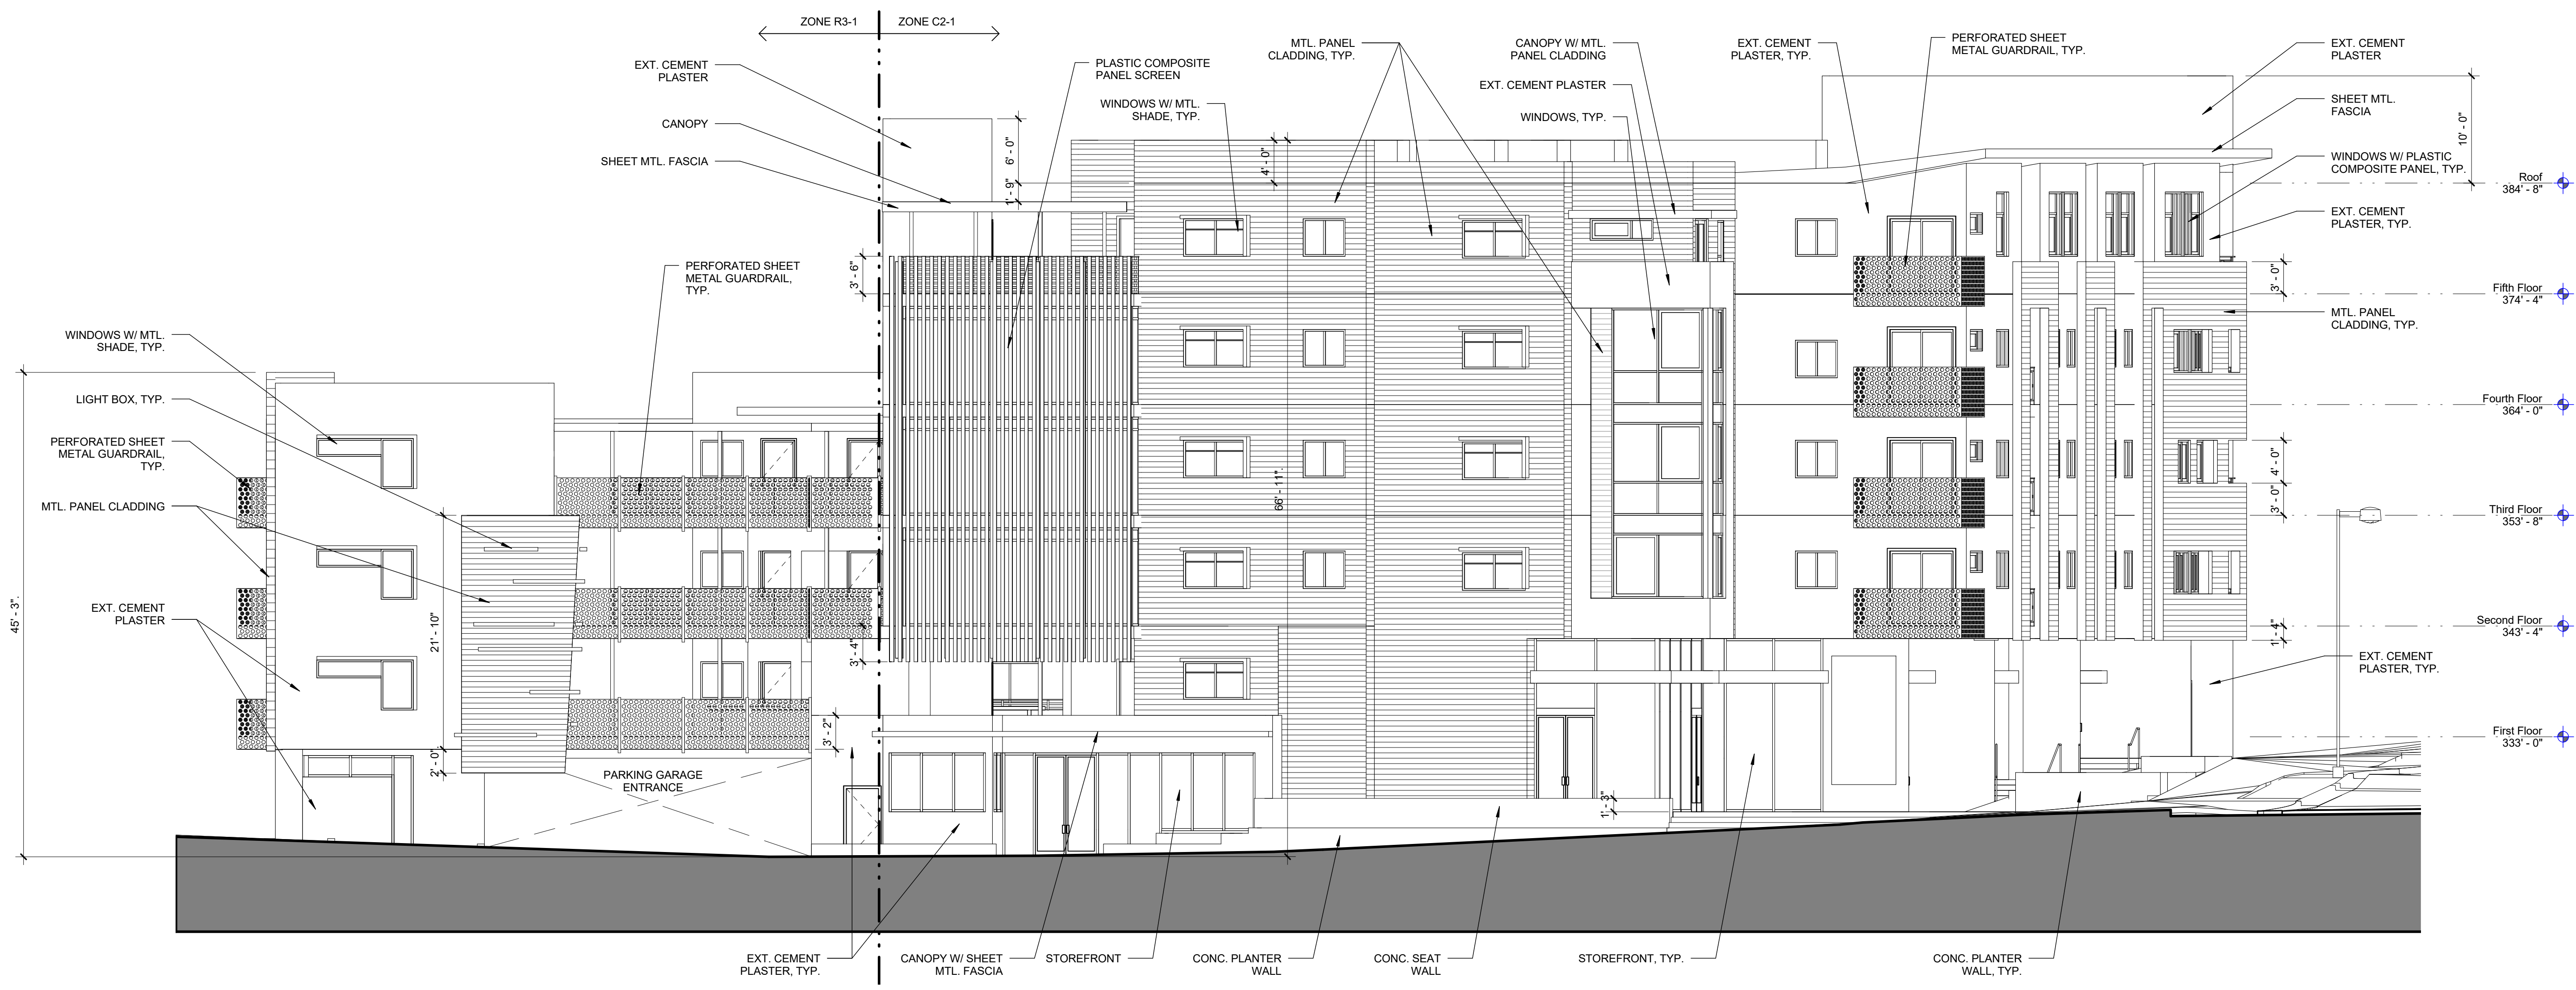 ZONE R3-1
ZONE C2-1
EXT. CEMENT
PLASTER
CANOPY
SHEET MTL. FASCIA
PLASTIC COMPOSITE
PANEL SCREEN
WINDOWS W/ MTL.
SHADE, TYP.
MTL. PANEL
CLADDING, TYP.
CANOPY W/ MTL.
PANEL CLADDING
EXT. CEMENT PLASTER
WINDOWS, TYP.
EXT. CEMENT
PLASTER, TYP.
PERFORATED SHEET
METAL GUARDRAIL, TYP.
EXT. CEMENT
PLASTER
SHEET MTL.
FASCIA
WINDOWS W/ PLASTIC
COMPOSITE PANEL, TYP.
EXT. CEMENT
PLASTER, TYP.
10' - 0"
Roof
384' - 8"
6' - 0"
1' - 9"
4' - 0"
3' - 6"
PERFORATED SHEET
METAL GUARDRAIL,
TYP.
3' - 0"
Fifth Floor
374' - 4"
MTL. PANEL
CLADDING, TYP.
WINDOWS W/ MTL.
SHADE, TYP.
LIGHT BOX, TYP.
PERFORATED SHEET
METAL GUARDRAIL,
TYP.
MTL. PANEL CLADDING
EXT. CEMENT
PLASTER
45' - 3".
21' - 10"
2' - 0"
66' - 11".
Fourth Floor
364' - 0"
4' - 0"
3' - 0"
Third Floor
353' - 8"
Second Floor
343' - 4"
1' - 4"
3' - 4"
3' - 2"
EXT. CEMENT
PLASTER, TYP.
First Floor
333' - 0"
PARKING GARAGE
ENTRANCE
1' - 3"
EXT. CEMENT
PLASTER, TYP.
CANOPY W/ SHEET
MTL. FASCIA
STOREFRONT
CONC. PLANTER
WALL
CONC. SEAT
WALL
STOREFRONT, TYP.
CONC. PLANTER
WALL, TYP.